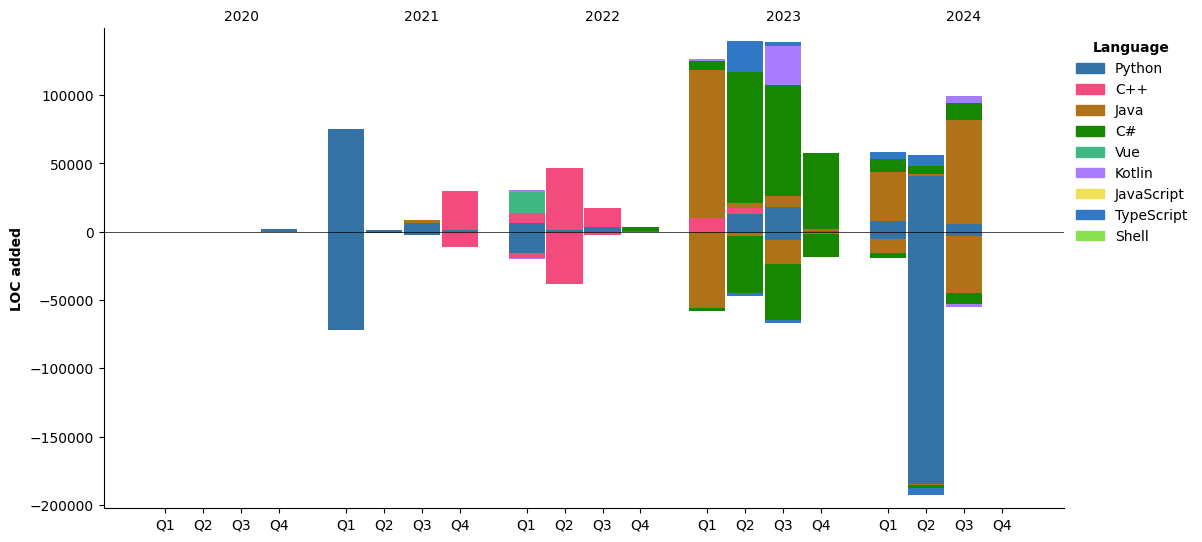 2020 2021 2022 2023 2024
LOC added
100000
50000
0
−50000
−100000
−150000
−200000
Q1 Q2 Q3 Q4 Q1 Q2 Q3 Q4 Q1 Q2 Q3 Q4 Q1 Q2 Q3 Q4 Q1 Q2 Q3 Q4
Language
Python
C++
Java
C#
Vue
Kotlin
JavaScript
TypeScript
Shell